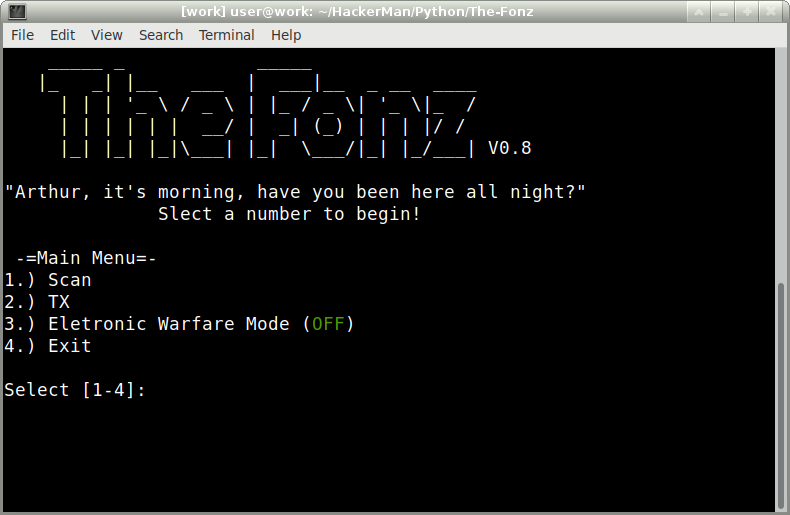 [work] user@work: ~/HackerMan/Python/The-Fonz
File Edit View Search Terminal Help
The Fonz V0.8
"Arthur, it's morning, have you been here all night?"
Slect a number to begin!
-=Main Menu=-
1.) Scan
2.) TX
3.) Eletronic Warfare Mode (OFF)
4.) Exit
Select [1-4]: